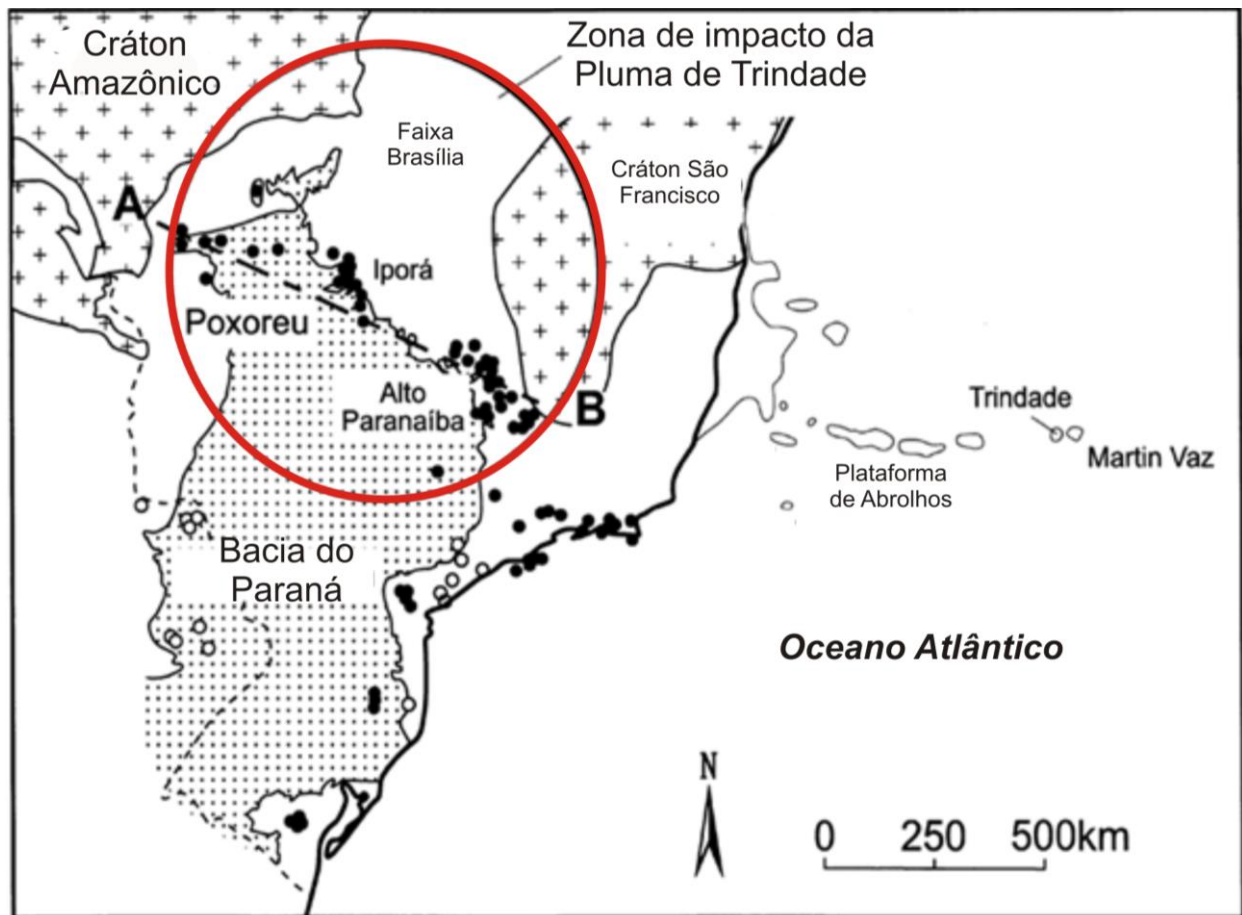 Cráton
Amazônico
Zona de impacto da
Pluma de Trindade
Faixa
Brasília
Cráton São
Francisco
A
Iporá
Poxoreu
Alto
Paranaíba
B
Trindade
Martin Vaz
Plataforma
de Abrolhos
Bacia do
Paraná
Oceano Atlântico
N
0 250 500km